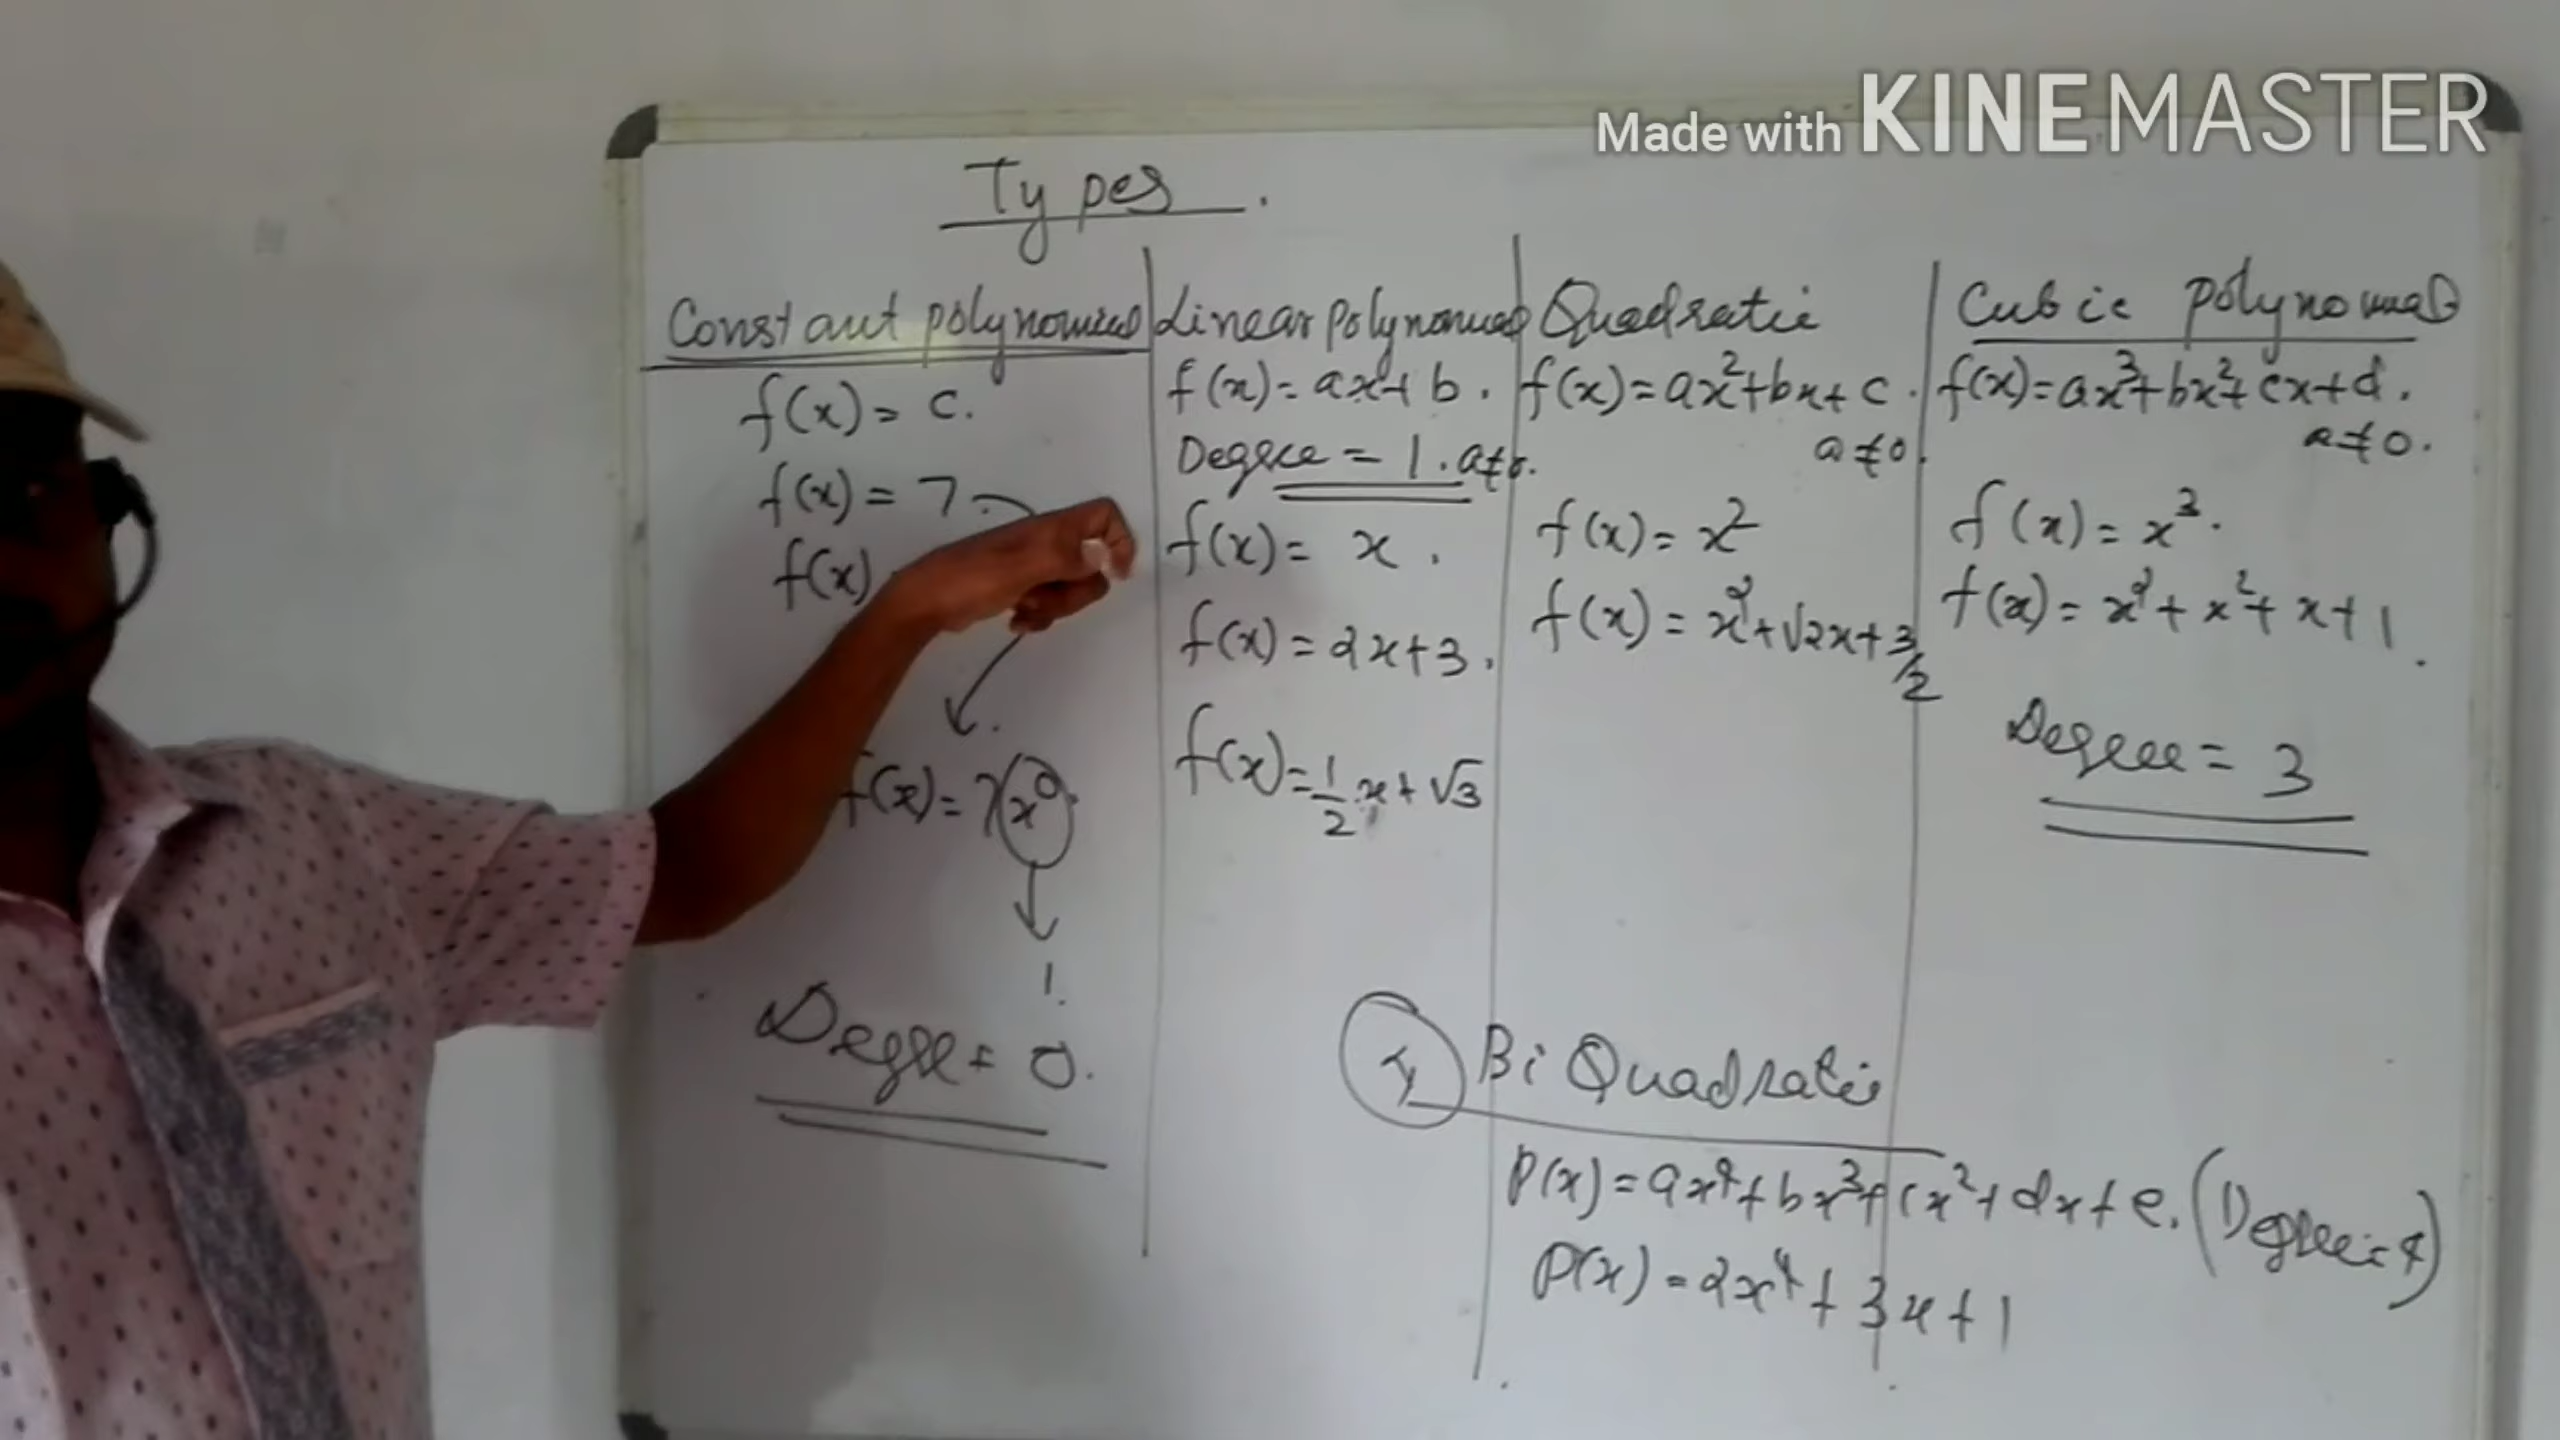 Made with KINEMASTER
Types.
Constant polynomial
f(x) = c.
f(x) = 7.
f(x)
f(x) = 7x⁰.
1.
Degree = 0.
Linear polynomial
f(x) = ax + b.
Degree = 1. a≠0.
f(x) = x.
f(x) = 2x+3.
f(x) = 1/2 x + √3
Quadratic
f(x) = ax²+bx+c.
a≠0.
f(x) = x²
f(x) = x²+√2x+3/2
Cubic polynomial
f(x) = ax³+bx²+cx+d.
a≠0.
f(x) = x³.
f(x) = x³+x²+x+1.
Degree = 3
Bi Quadratic
P(x) = ax⁴+bx³+cx²+dx+e. (Degree=4)
P(x) = 2x⁴+3x+1